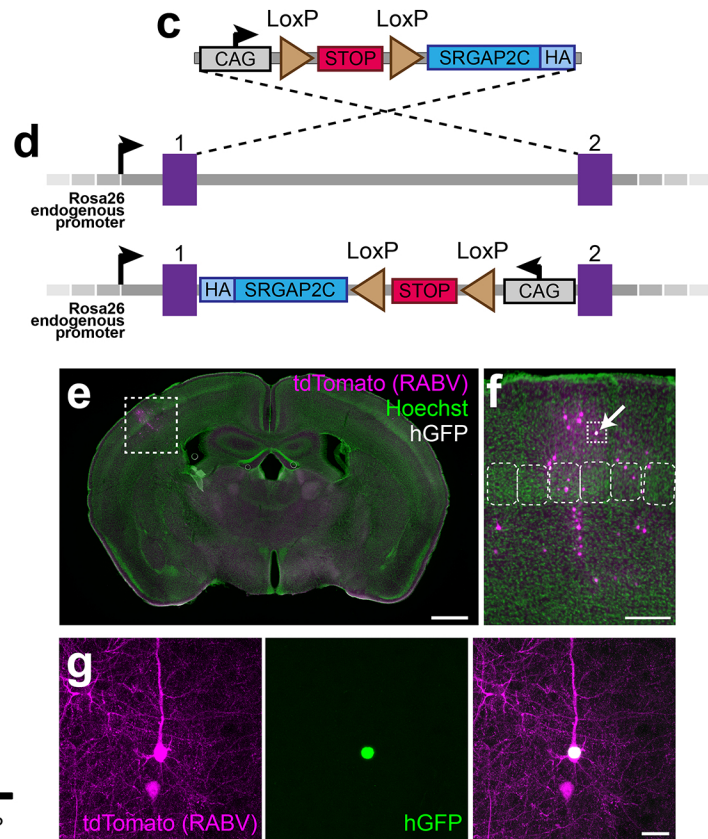 c
LoxP LoxP
CAG STOP SRGAP2C HA
d
1 2
Rosa26
endogenous
promoter
1 LoxP LoxP 2
HA SRGAP2C STOP CAG
Rosa26
endogenous
promoter
e
tdTomato (RABV)
Hoechst
hGFP
f
g
tdTomato (RABV) hGFP